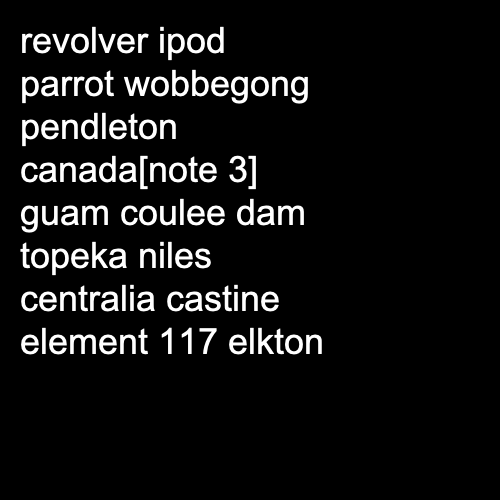 revolver ipod
parrot wobbegong
pendleton
canada[note 3]
guam coulee dam
topeka niles
centralia castine
element 117 elkton